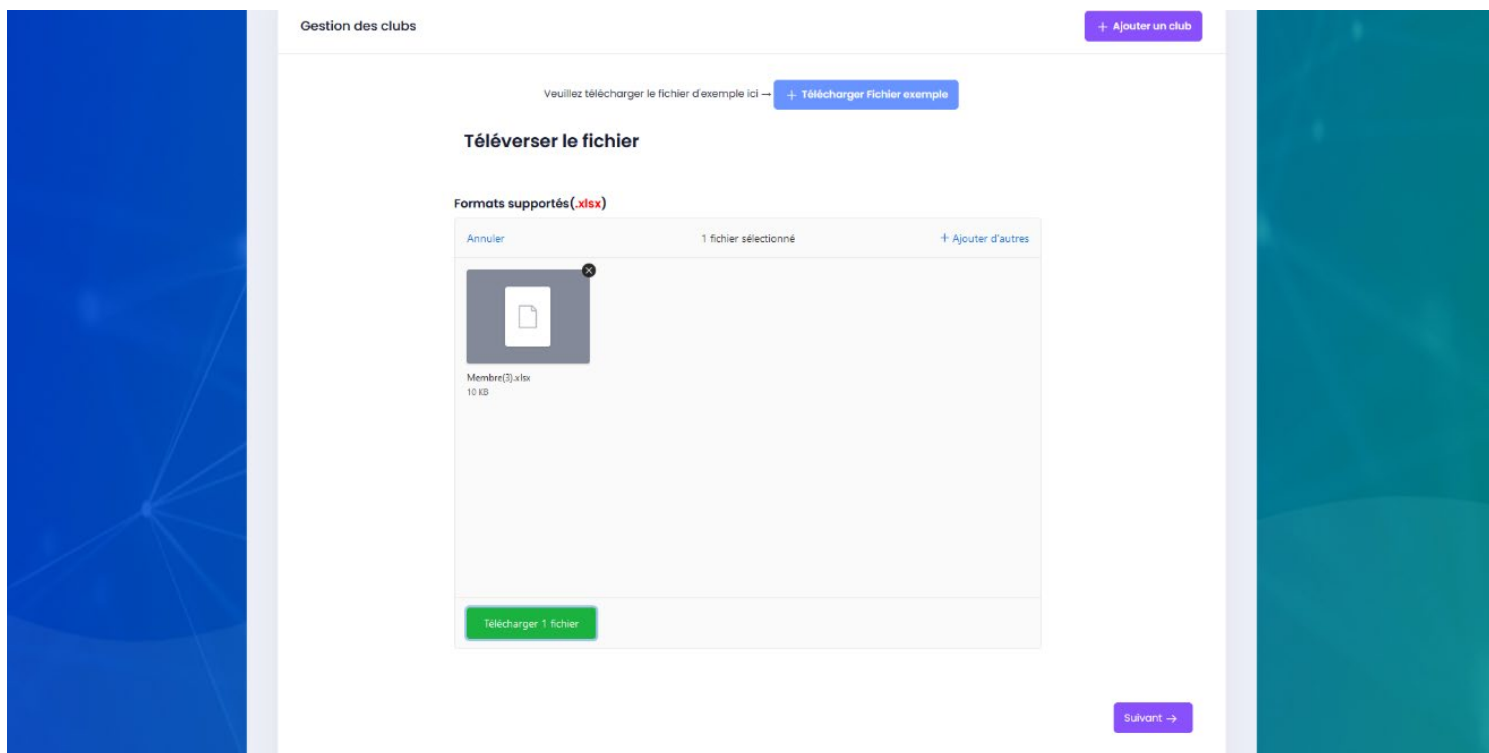 Gestion des clubs
+ Ajouter un club
Veuillez télécharger le fichier d'exemple ici → + Télécharger Fichier exemple
Téléverser le fichier
Formats supportés(.xlsx)
Annuler 1 fichier sélectionné + Ajouter d'autres
Membre(3).xlsx
10 KB
Télécharger 1 fichier
Suivant →